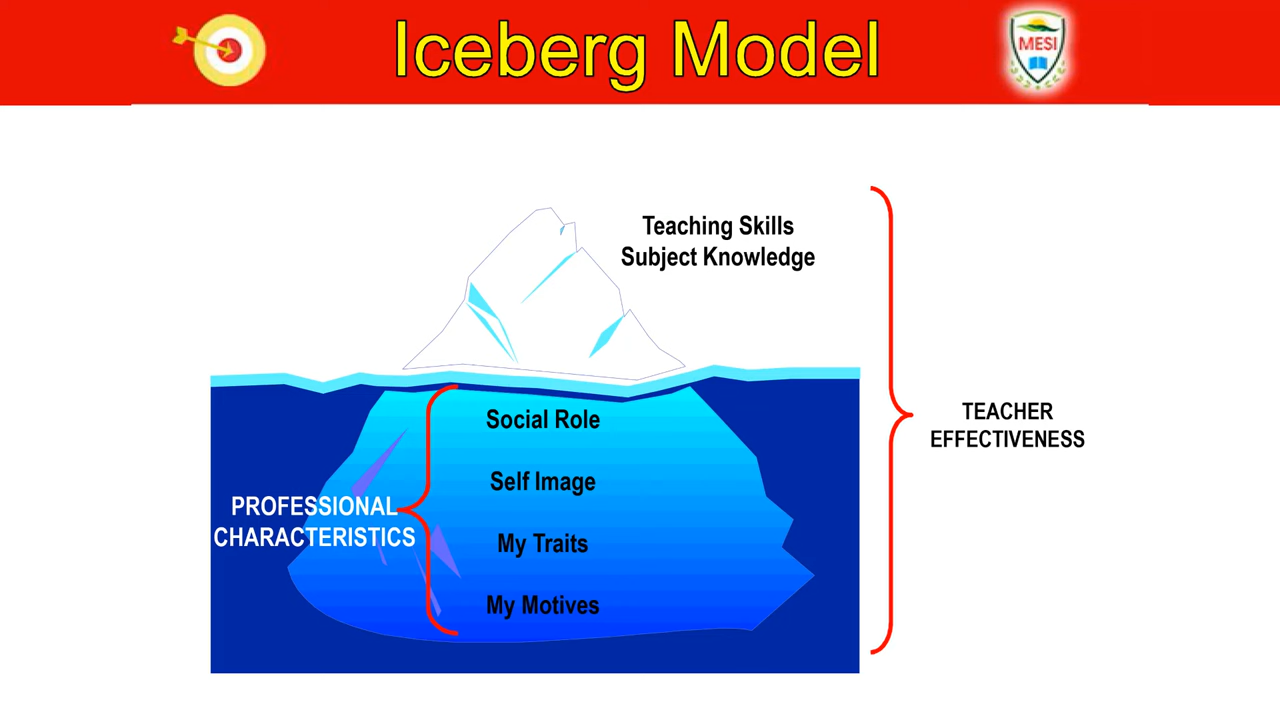 Iceberg Model
MESI
Teaching Skills
Subject Knowledge
TEACHER
EFFECTIVENESS
Social Role
Self Image
PROFESSIONAL
CHARACTERISTICS
My Traits
My Motives